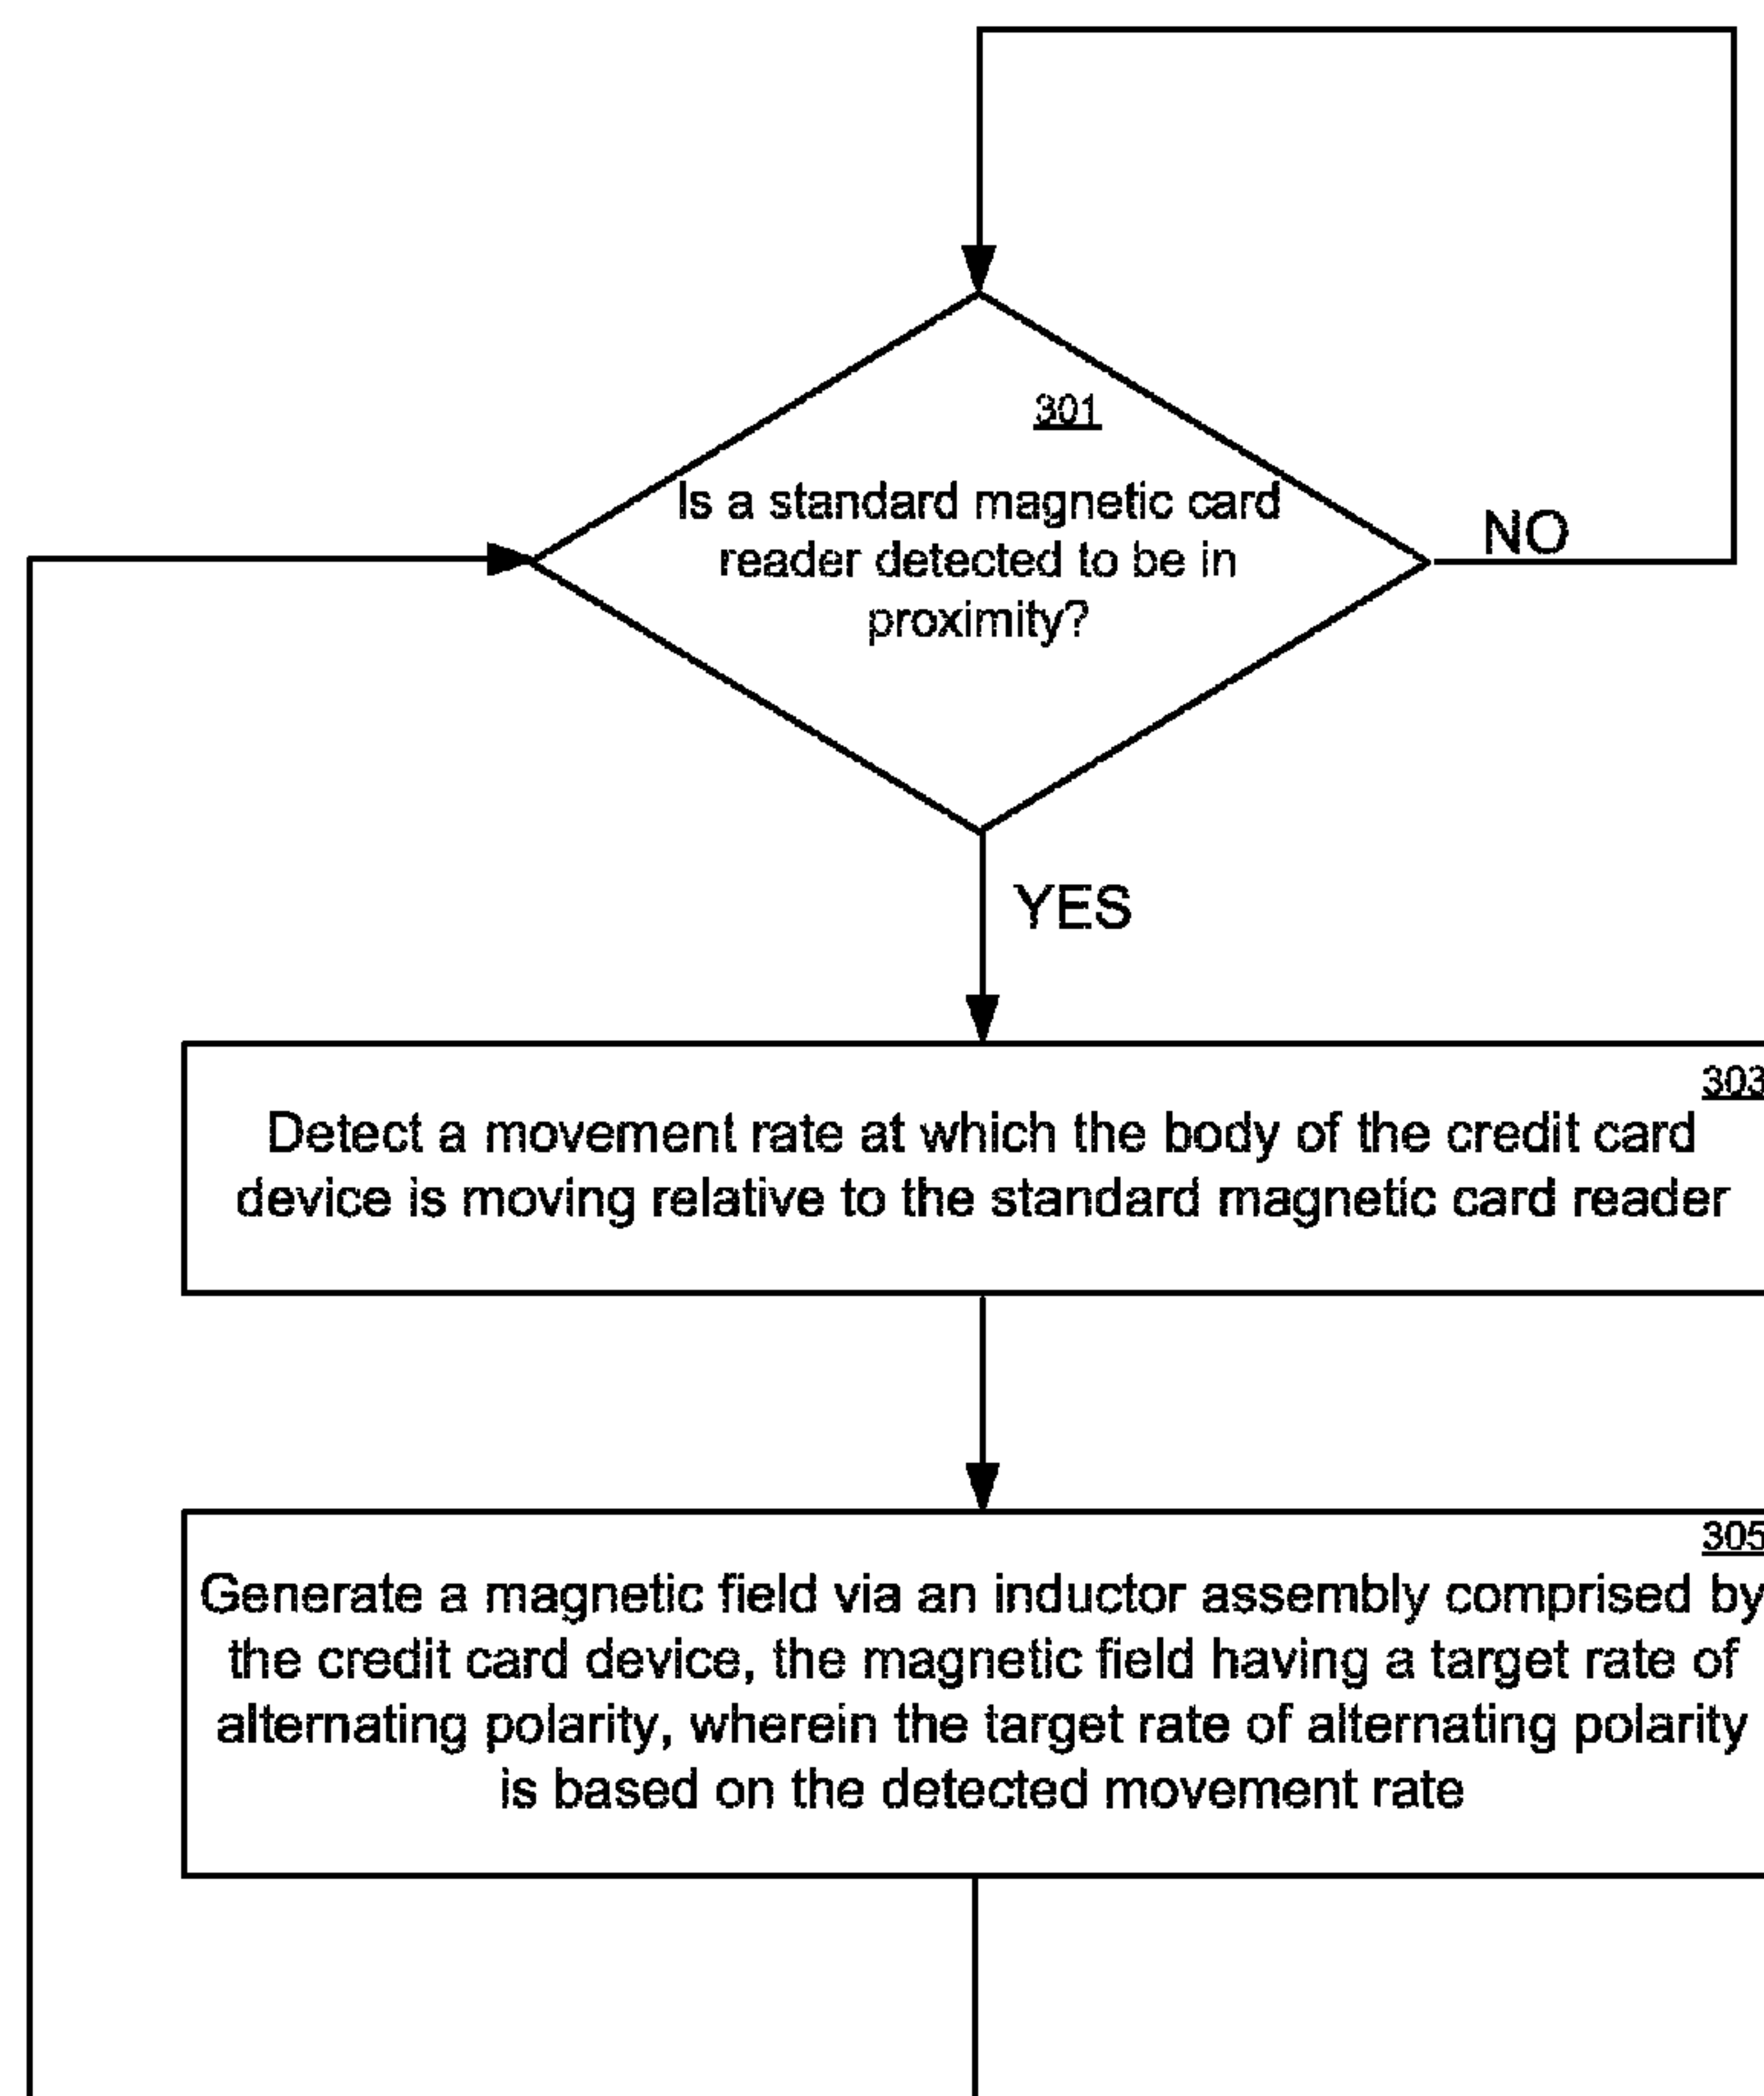 301
Is a standard magnetic card
reader detected to be in
proximity?
NO
YES
303
Detect a movement rate at which the body of the credit card
device is moving relative to the standard magnetic card reader
305
Generate a magnetic field via an inductor assembly comprised by
the credit card device, the magnetic field having a target rate of
alternating polarity, wherein the target rate of alternating polarity
is based on the detected movement rate